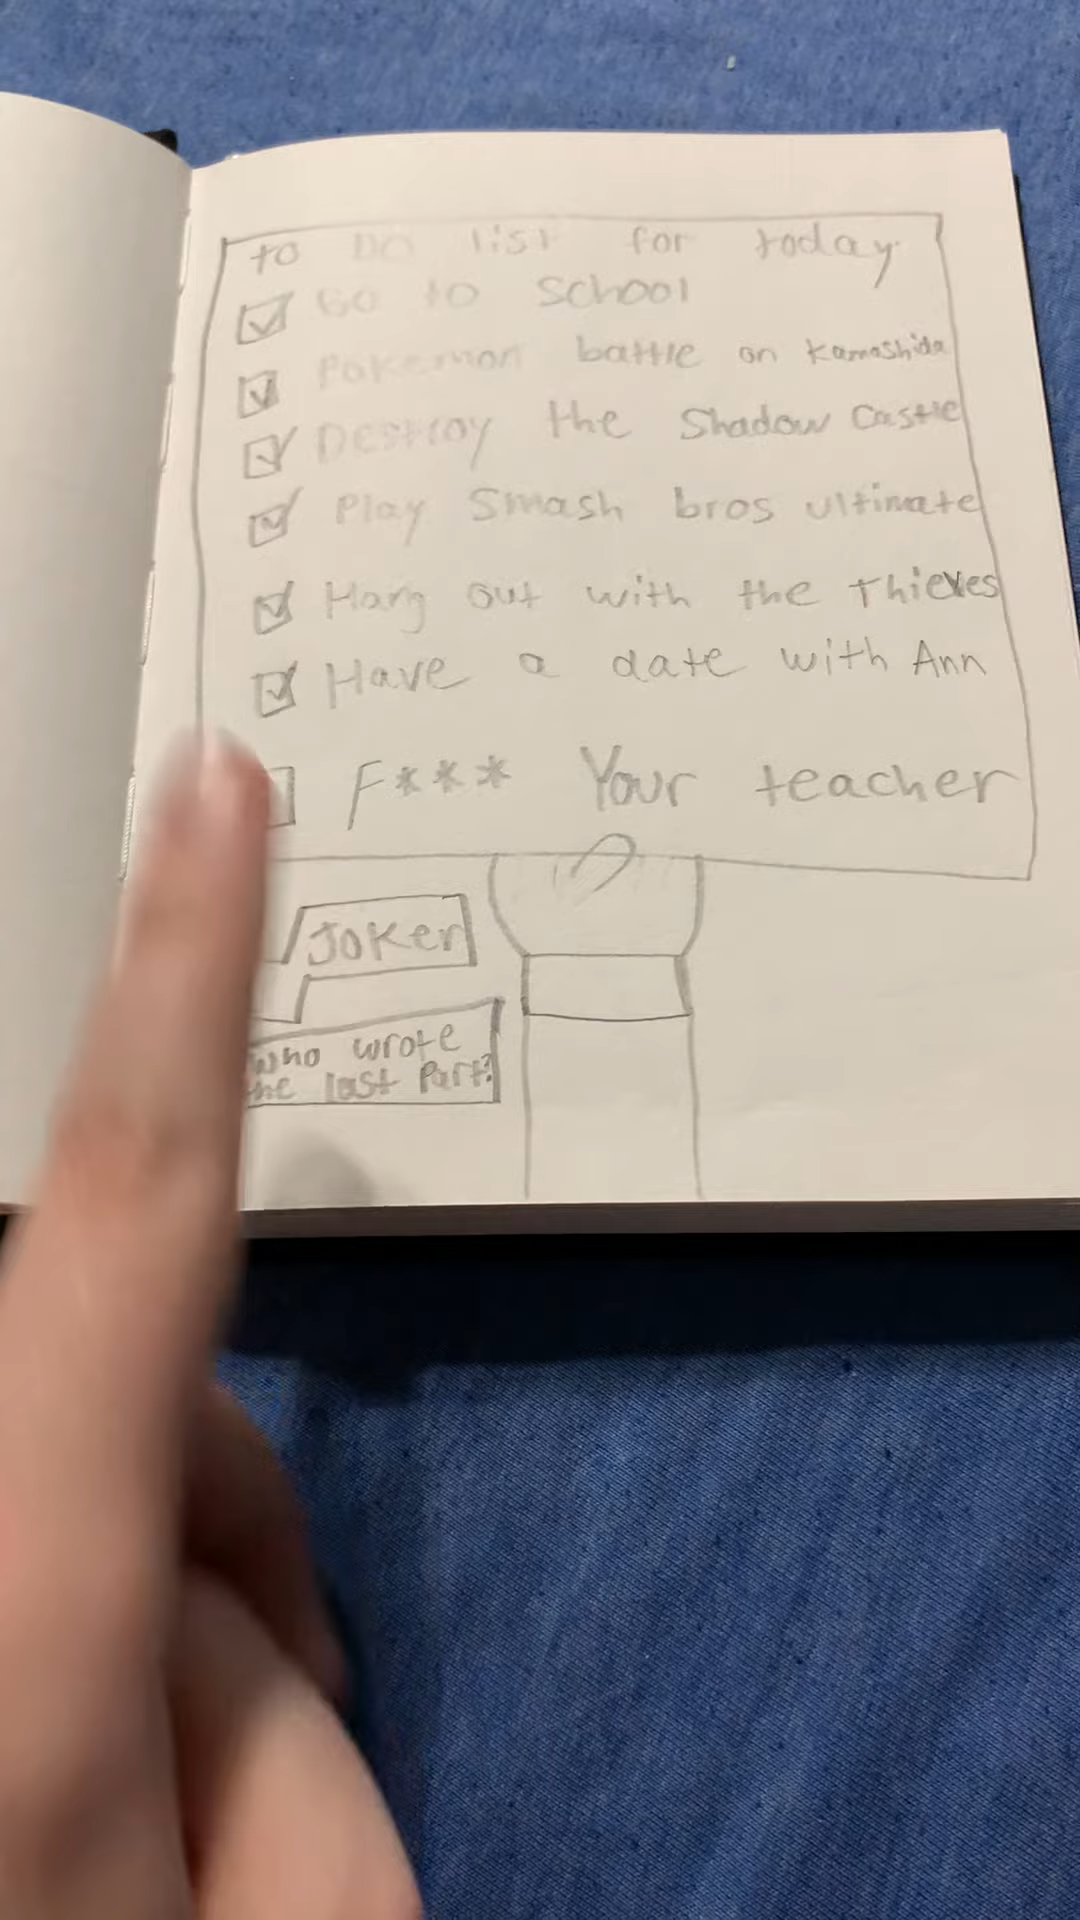 to Do list for today
Go to school
Pokemon battle on Kamoshida
Destroy the Shadow Castle
Play Smash bros ultimate
Hang out with the Thieves
Have a date with Ann
F*** Your teacher
Joker
who wrote
the last part?